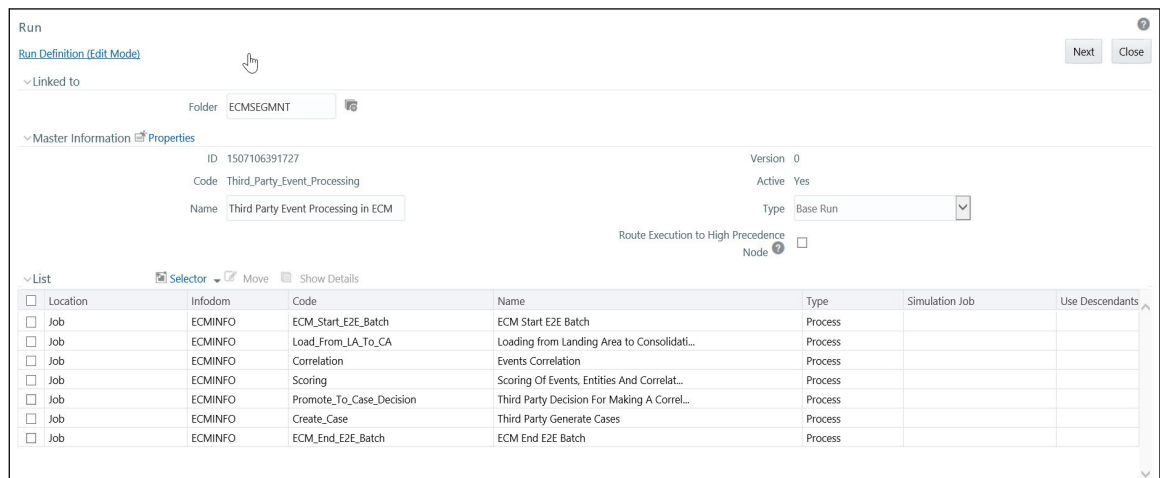 Run
Run Definition (Edit Mode)
Next Close
Linked to
Folder ECMSEGMNT
Master Information Properties
ID 1507106391727 Version 0
Code Third_Party_Event_Processing Active Yes
Name Third Party Event Processing in ECM Type Base Run
Route Execution to High Precedence
Node ?
List Selector Move Show Details
Location Infodom Code Name Type Simulation Job Use Descendants
Job ECMINFO ECM_Start_E2E_Batch ECM Start E2E Batch Process
Job ECMINFO Load_From_LA_To_CA Loading from Landing Area to Consolidati... Process
Job ECMINFO Correlation Events Correlation Process
Job ECMINFO Scoring Scoring Of Events, Entities And Correlat... Process
Job ECMINFO Promote_To_Case_Decision Third Party Decision For Making A Correl... Process
Job ECMINFO Create_Case Third Party Generate Cases Process
Job ECMINFO ECM_End_E2E_Batch ECM End E2E Batch Process